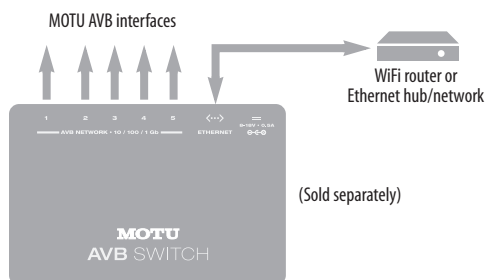 MOTU AVB interfaces
WiFi router or
Ethernet hub/network
1 2 3 4 5
AVB NETWORK • 10 / 100 / 1 Gb
ETHERNET
(Sold separately)
MOTU
AVB SWITCH